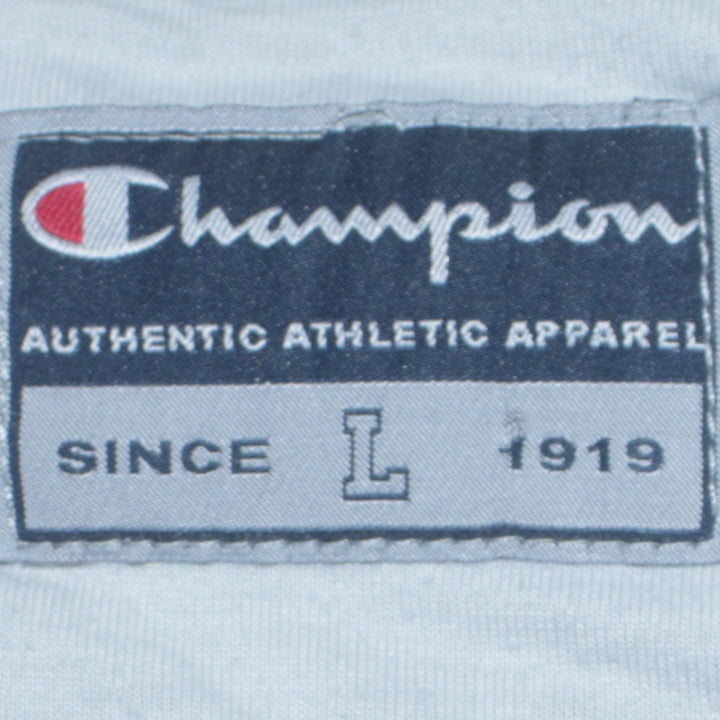 Champion
AUTHENTIC ATHLETIC APPAREL
SINCE L 1919